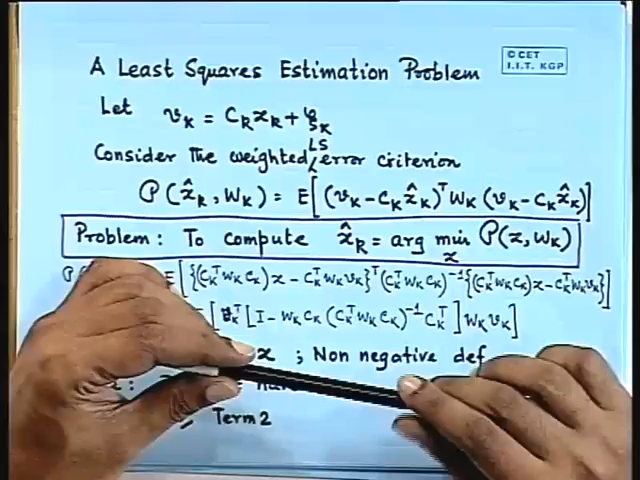 A Least Squares Estimation Problem
© CET
I.I.T. KGP
Let v_K = C_K x_K + ξ_K
Consider the weighted LS error criterion
P(x̂_K, W_K) = E[(v_K - C_K x̂_K)^T W_K (v_K - C_K x̂_K)]
Problem: To compute x̂_K = arg min_x P(x, W_K)
E[{(C_K^T W_K C_K)x - C_K^T W_K v_K}^T (C_K^T W_K C_K)^{-1} {(C_K^T W_K C_K)x - C_K^T W_K v_K}]
[v_K^T [I - W_K C_K (C_K^T W_K C_K)^{-1} C_K^T] W_K v_K]
x ; Non negative def
Term 2